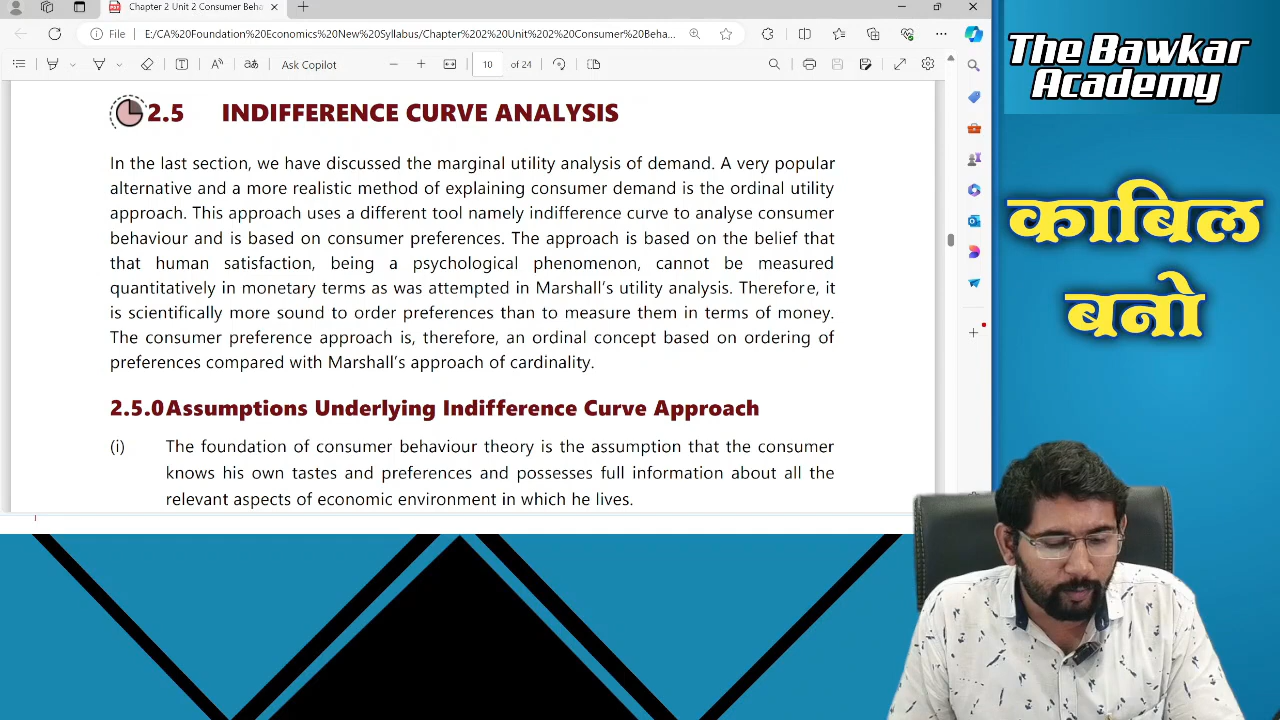 Chapter 2 Unit 2 Consumer Beha
File
E:/CA%20Foundation%20Economics%20New%20Syllabus/Chapter%202%20Unit%202%20Consumer%20Beha...
Ask Copilot
10 of 24
2.5 INDIFFERENCE CURVE ANALYSIS
In the last section, we have discussed the marginal utility analysis of demand. A very popular
alternative and a more realistic method of explaining consumer demand is the ordinal utility
approach. This approach uses a different tool namely indifference curve to analyse consumer
behaviour and is based on consumer preferences. The approach is based on the belief that
that human satisfaction, being a psychological phenomenon, cannot be measured
quantitatively in monetary terms as was attempted in Marshall's utility analysis. Therefore, it
is scientifically more sound to order preferences than to measure them in terms of money.
The consumer preference approach is, therefore, an ordinal concept based on ordering of
preferences compared with Marshall's approach of cardinality.
2.5.0 Assumptions Underlying Indifference Curve Approach
(i) The foundation of consumer behaviour theory is the assumption that the consumer
knows his own tastes and preferences and possesses full information about all the
relevant aspects of economic environment in which he lives.
The Bawkar
Academy
काबिल
बनो